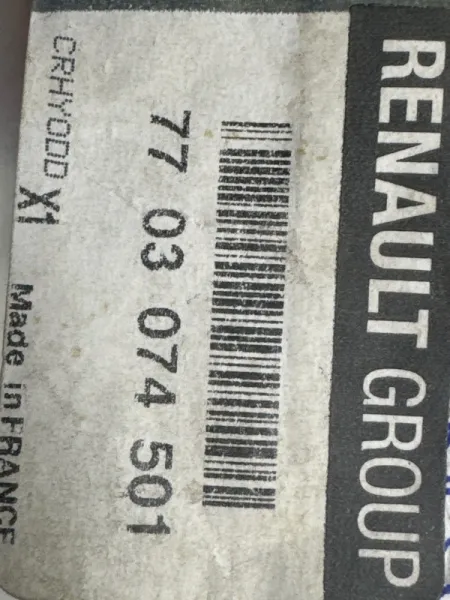 RENAULT GROUP
77 03 074 501
CRHYODD X1
Made in FRANCE